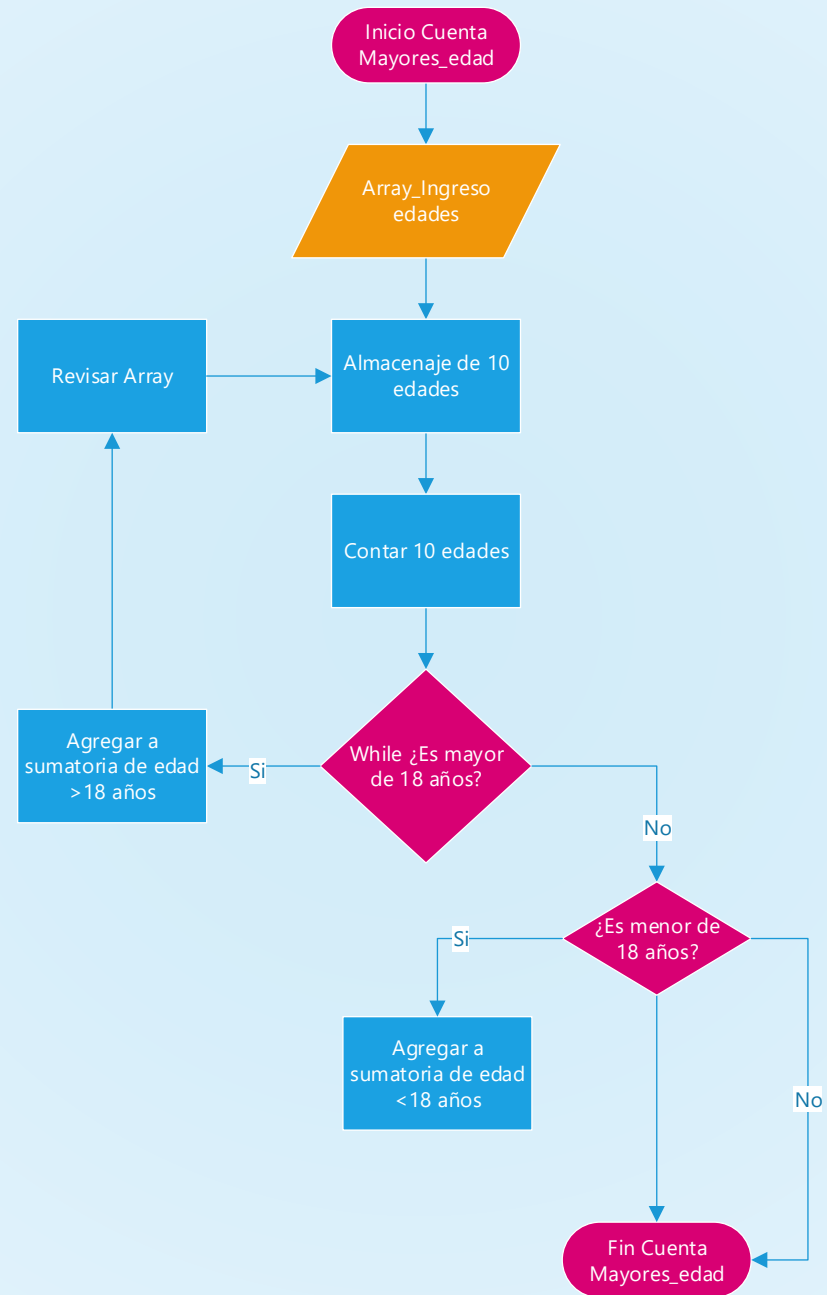 Inicio Cuenta
Mayores_edad
Array_Ingreso
edades
Revisar Array
Almacenaje de 10
edades
Contar 10 edades
While ¿Es mayor
de 18 años?
Si
Agregar a
sumatoria de edad
>18 años
No
¿Es menor de
18 años?
Si
Agregar a
sumatoria de edad
<18 años
No
Fin Cuenta
Mayores_edad